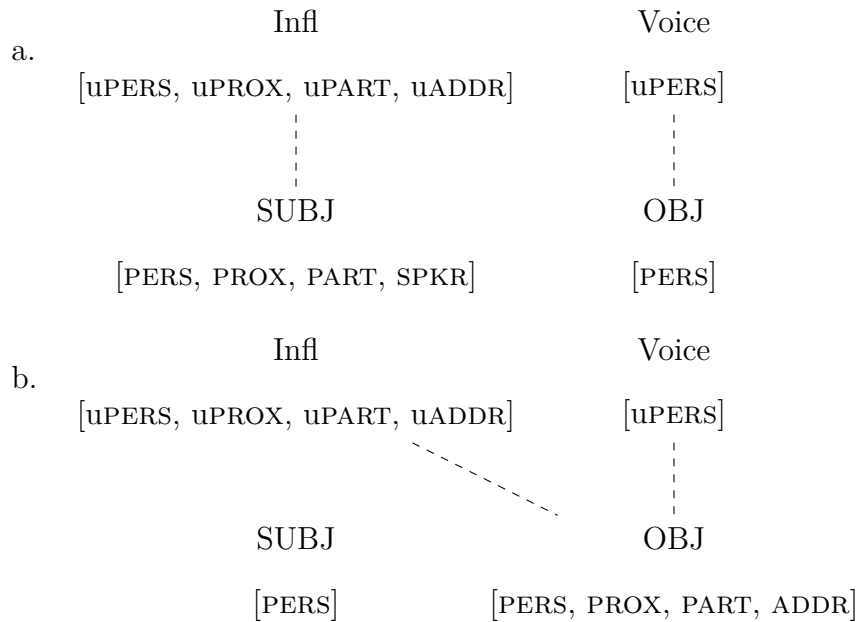 Infl Voice
a.
[uPERS, uPROX, uPART, uADDR] [uPERS]
SUBJ OBJ
[PERS, PROX, PART, SPKR] [PERS]
Infl Voice
b.
[uPERS, uPROX, uPART, uADDR] [uPERS]
SUBJ OBJ
[PERS] [PERS, PROX, PART, ADDR]